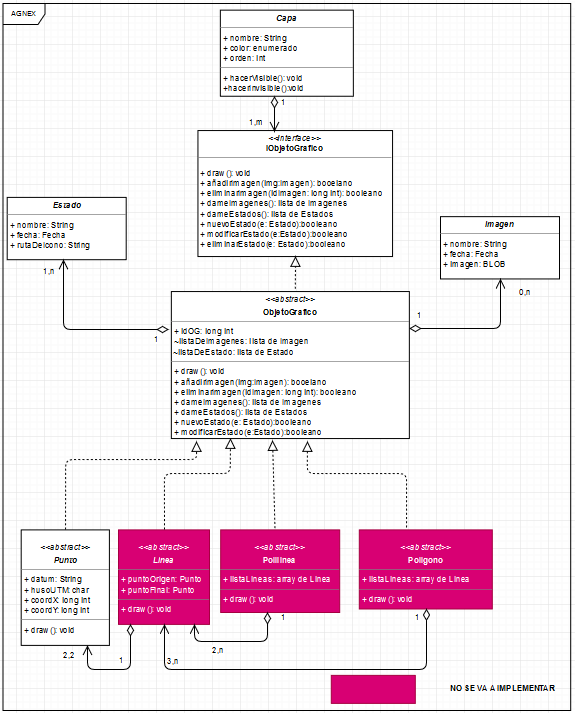 AGNEX
Capa
+ nombre: String
+ color: enumerado
+ orden: int
+ hacerVisible(): void
+hacerInvisible():void
1
1,m
<<interface>>
IObjetoGrafico
+ draw (): void
+ añadirImagen(img:Imagen): booelano
+ eliminarImagen(idImagen: long int): booleano
+ dameImagenes(): lista de Imagenes
+ dameEstados(): lista de Estados
+ nuevoEstado(e: Estado):booleano
+ modificarEstado(e: Estado):booleano
+ eliminarEstado(e: Estado):booleano
Estado
+ nombre: String
+ fecha: Fecha
+ rutaDeIcono: String
1,n
1
Imagen
+ nombre: String
+ fecha: Fecha
+ imagen: BLOB
0,n
1
<<abstract>>
ObjetoGrafico
+ idOG: long int
~listaDeImagenes: lista de Imagen
~listaDeEstado: lista de Estado
+ draw(): void
+ añadirImagen(img:Imagen): booelano
+ eliminarImagen(idImagen: long int): booleano
+ dameImagenes(): lista de Imagenes
+ dameEstados(): lista de Estados
+ nuevoEstado(e:Estado):booleano
+ modificarEstado(e:Estado):booleano
<<abstract>>
Punto
+ datum: String
+ husoUTM: char
+ coordX: long int
+ coordY: long int
+ draw(): void
2,2
<<abstract>>
Linea
+ puntoOrigen: Punto
+ puntoFinal: Punto
+ draw(): void
1
<<abstract>>
Polilinea
+ listaLineas: array de Linea
+ draw(): void
1
2,n
<<abstract>>
Poligono
+ listaLineas: array de Linea
+ draw(): void
1
3,n
NO SE VA A IMPLEMENTAR